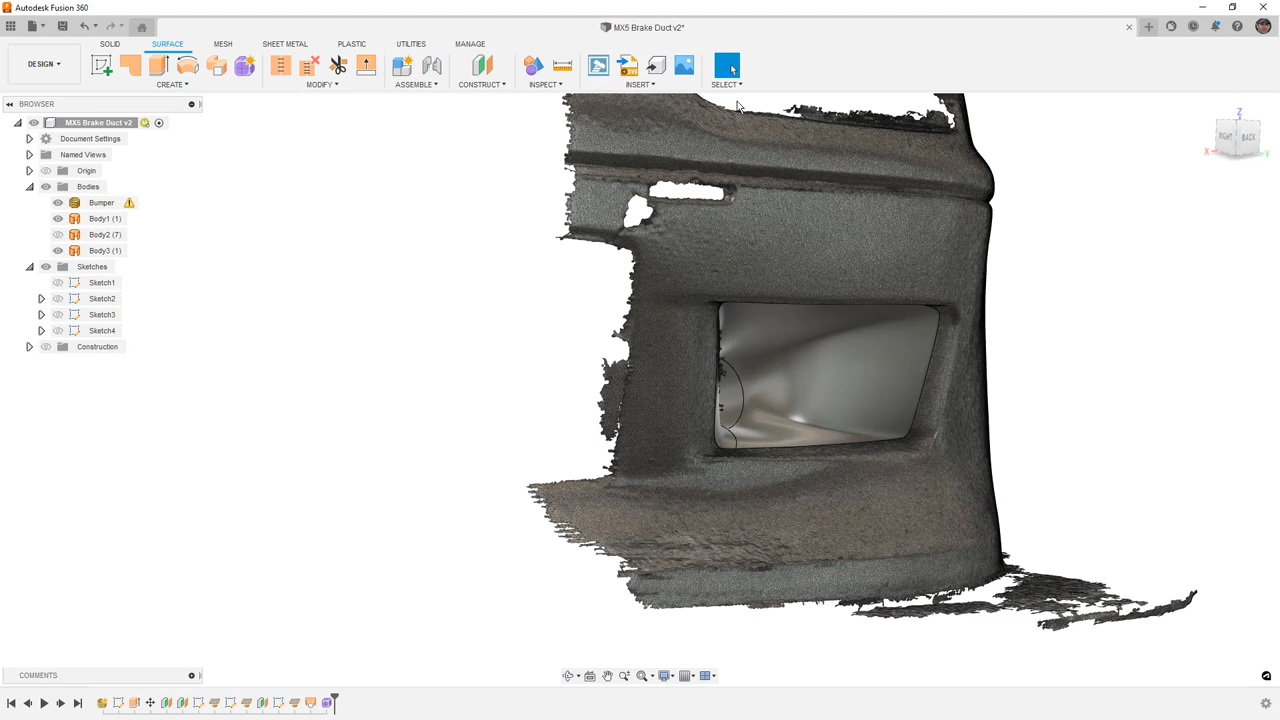 Autodesk Fusion 360
MX5 Brake Duct v2*
DESIGN
SOLID SURFACE MESH SHEET METAL PLASTIC UTILITIES MANAGE
CREATE MODIFY ASSEMBLE CONSTRUCT INSPECT INSERT SELECT
BROWSER
MX5 Brake Duct v2
Document Settings
Named Views
Origin
Bodies
Bumper
Body1 (1)
Body2 (7)
Body3 (1)
Sketches
Sketch1
Sketch2
Sketch3
Sketch4
Construction
Z
RIGHT BACK
X Y
COMMENTS